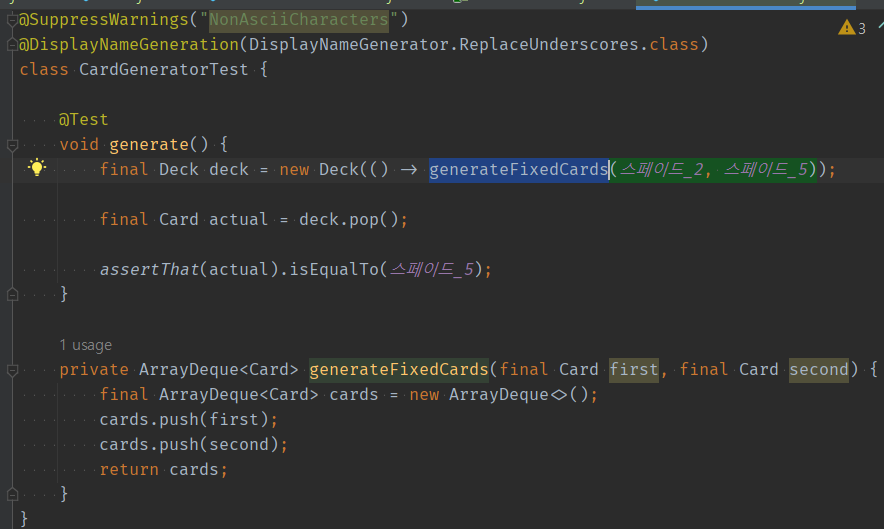 @SuppressWarnings("NonAsciiCharacters")
3
@DisplayNameGeneration(DisplayNameGenerator.ReplaceUnderscores.class)
class CardGeneratorTest {
@Test
void generate() {
final Deck deck = new Deck(() -> generateFixedCards(스페이드_2, 스페이드_5));
final Card actual = deck.pop();
assertThat(actual).isEqualTo(스페이드_5);
}
1 usage
private ArrayDeque<Card> generateFixedCards(final Card first, final Card second) {
final ArrayDeque<Card> cards = new ArrayDeque<>();
cards.push(first);
cards.push(second);
return cards;
}
}